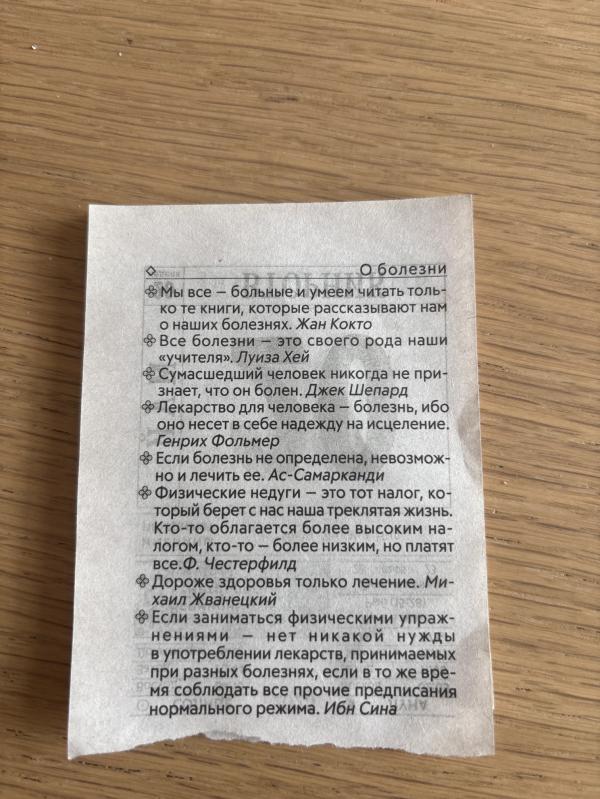 О болезни
Мы все – больные и умеем читать толь-
ко те книги, которые рассказывают нам
о наших болезнях. Жан Кокто
Все болезни – это своего рода наши
«учителя». Луиза Хей
Сумасшедший человек никогда не при-
знает, что он болен. Джек Шепард
Лекарство для человека – болезнь, ибо
оно несет в себе надежду на исцеление.
Генрих Фольмер
Если болезнь не определена, невозмож-
но и лечить ее. Ас-Самарканди
Физические недуги – это тот налог, ко-
торый берет с нас наша треклятая жизнь.
Кто-то облагается более высоким на-
логом, кто-то – более низким, но платят
все.Ф. Честерфилд
Дороже здоровья только лечение. Ми-
хаил Жванецкий
Если заниматься физическими упраж-
нениями – нет никакой нужды
в употреблении лекарств, принимаемых
при разных болезнях, если в то же вре-
мя соблюдать все прочие предписания
нормального режима. Ибн Сина